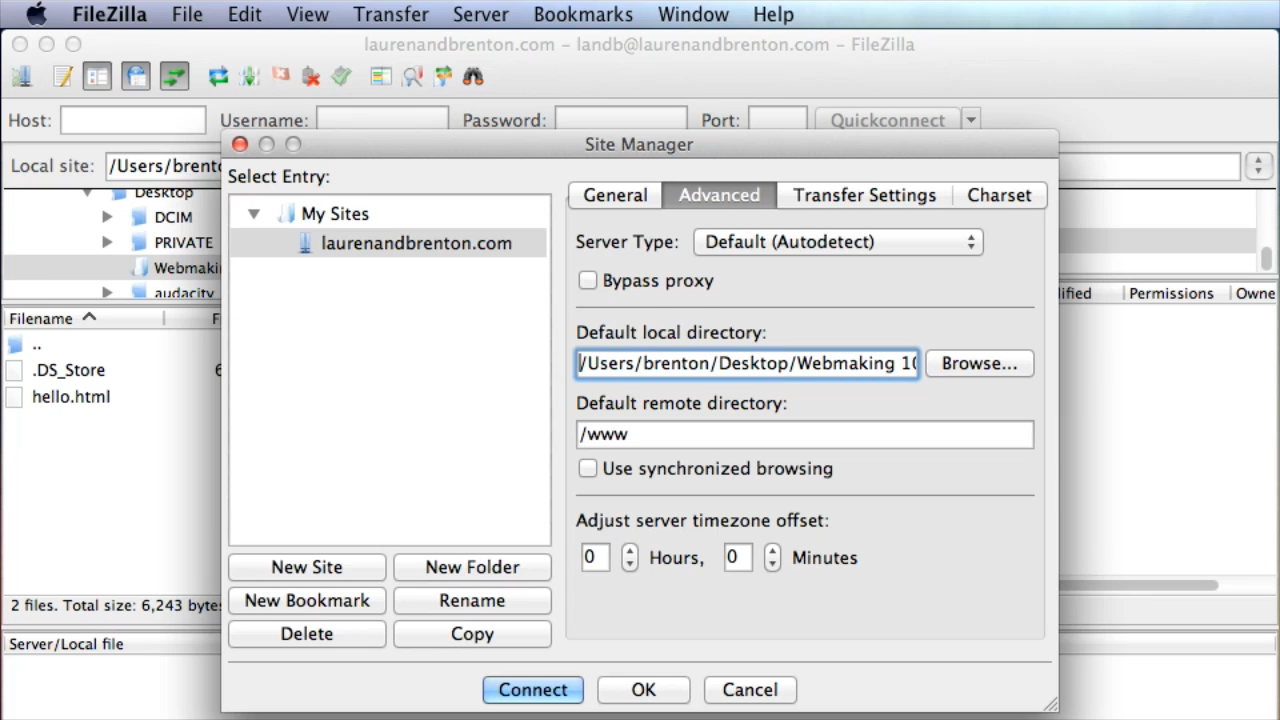 FileZilla File Edit View Transfer Server Bookmarks Window Help
laurenandbrenton.com – landb@laurenandbrenton.com – FileZilla
Host: Username: Password: Port: Quickconnect
Local site: /Users/brento
Site Manager
Select Entry:
My Sites
laurenandbrenton.com
New Site New Folder
New Bookmark Rename
Delete Copy
General Advanced Transfer Settings Charset
Server Type: Default (Autodetect)
Bypass proxy
Default local directory:
/Users/brenton/Desktop/Webmaking 10 Browse...
Default remote directory:
/www
Use synchronized browsing
Adjust server timezone offset:
0 Hours, 0 Minutes
Connect OK Cancel
Desktop
DCIM
PRIVATE
Webmakin
audacity
Filename F
..
.DS_Store 6
hello.html
2 files. Total size: 6,243 bytes
Server/Local file
ified Permissions Owne